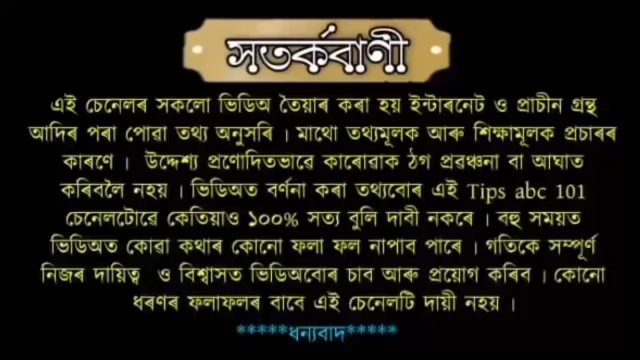 সতৰ্কবাণী
এই চেনেলৰ সকলো ভিডিঅ তৈয়াৰ কৰা হয় ইন্টাৰনেট ও প্ৰাচীন গ্ৰন্থ
আদিৰ পৰা পোৱা তথ্য অনুসৰি । মাথো তথ্যমূলক আৰু শিক্ষামূলক প্ৰচাৰৰ
কাৰণে । উদ্দেশ্য প্ৰণোদিতভাৱে কাৰোৱাক ঠগ প্ৰৱঞ্চনা বা আঘাত
কৰিবলৈ নহয় । ভিডিঅত বৰ্ণনা কৰা তথ্যবোৰ এই Tips abc 101
চেনেলটোৱে কেতিয়াও ১০০% সত্য বুলি দাবী নকৰে । বহু সময়ত
ভিডিঅত কোৱা কথাৰ কোনো ফলা ফল নাপাব পাৰে । গতিকে সম্পূৰ্ণ
নিজৰ দায়িত্ব ও বিশ্বাসত ভিডিঅবোৰ চাব আৰু প্ৰয়োগ কৰিব । কোনো
ধৰণৰ ফলাফলৰ বাবে এই চেনেলটি দায়ী নহয় ।
*****ধন্যবাদ*****